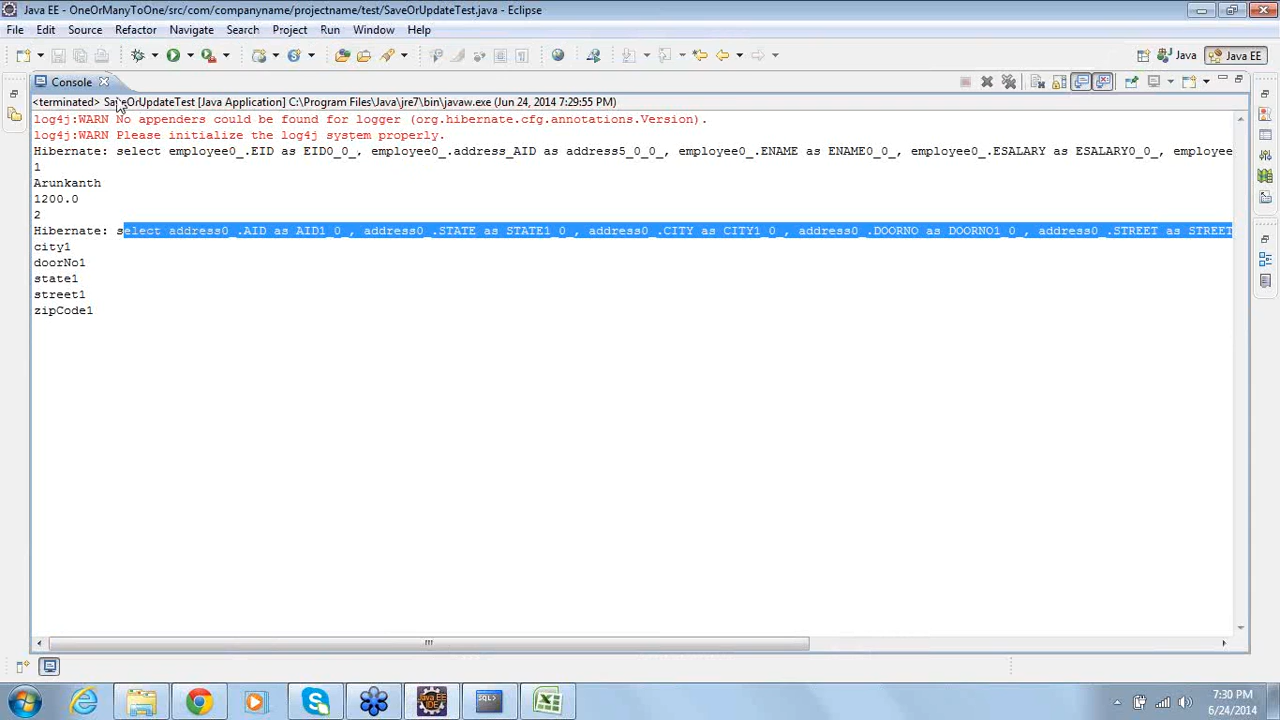 Java EE - OneOrManyToOne/src/com/companyname/projectname/test/SaveOrUpdateTest.java - Eclipse
File Edit Source Refactor Navigate Search Project Run Window Help
Java Java EE
Console
<terminated> SaveOrUpdateTest [Java Application] C:\Program Files\Java\jre7\bin\javaw.exe (Jun 24, 2014 7:29:55 PM)
log4j:WARN No appenders could be found for logger (org.hibernate.cfg.annotations.Version).
log4j:WARN Please initialize the log4j system properly.
Hibernate: select employee0_.EID as EID0_0_, employee0_.address_AID as address5_0_0_, employee0_.ENAME as ENAME0_0_, employee0_.ESALARY as ESALARY0_0_, employee
1
Arunkanth
1200.0
2
Hibernate: select address0_.AID as AID1_0_, address0_.STATE as STATE1_0_, address0_.CITY as CITY1_0_, address0_.DOORNO as DOORNO1_0_, address0_.STREET as STREET
city1
doorNo1
state1
street1
zipCode1
Java EE
IDE
SQL>
7:30 PM
6/24/2014